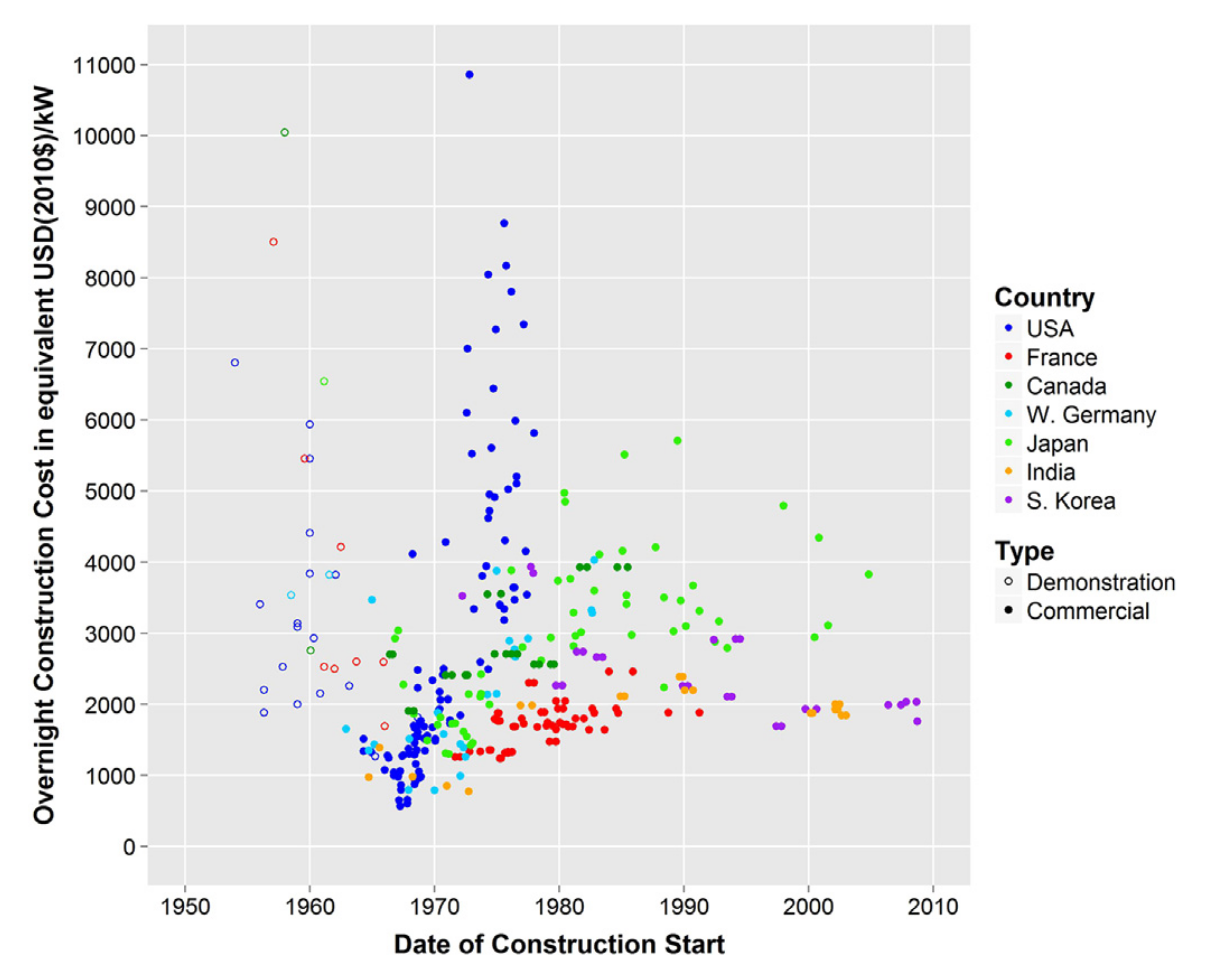 Overnight Construction Cost in equivalent USD(2010$)/kW
11000
10000
9000
8000
7000
6000
5000
4000
3000
2000
1000
0
1950 1960 1970 1980 1990 2000 2010
Date of Construction Start
Country
USA
France
Canada
W. Germany
Japan
India
S. Korea
Type
Demonstration
Commercial